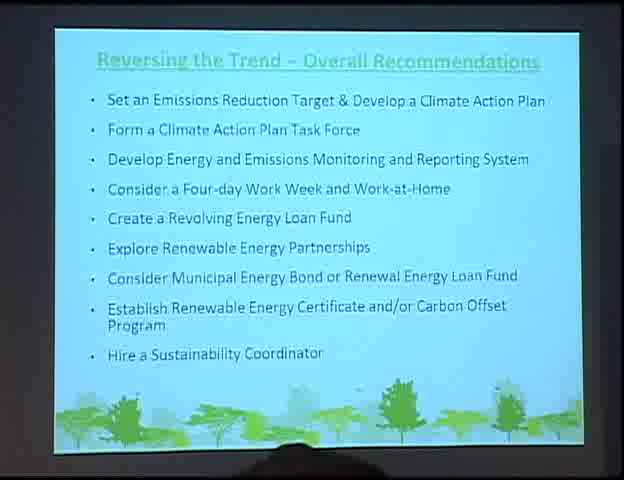 Reversing the Trend – Overall Recommendations
• Set an Emissions Reduction Target & Develop a Climate Action Plan
• Form a Climate Action Plan Task Force
• Develop Energy and Emissions Monitoring and Reporting System
• Consider a Four-day Work Week and Work-at-Home
• Create a Revolving Energy Loan Fund
• Explore Renewable Energy Partnerships
• Consider Municipal Energy Bond or Renewal Energy Loan Fund
• Establish Renewable Energy Certificate and/or Carbon Offset
Program
• Hire a Sustainability Coordinator